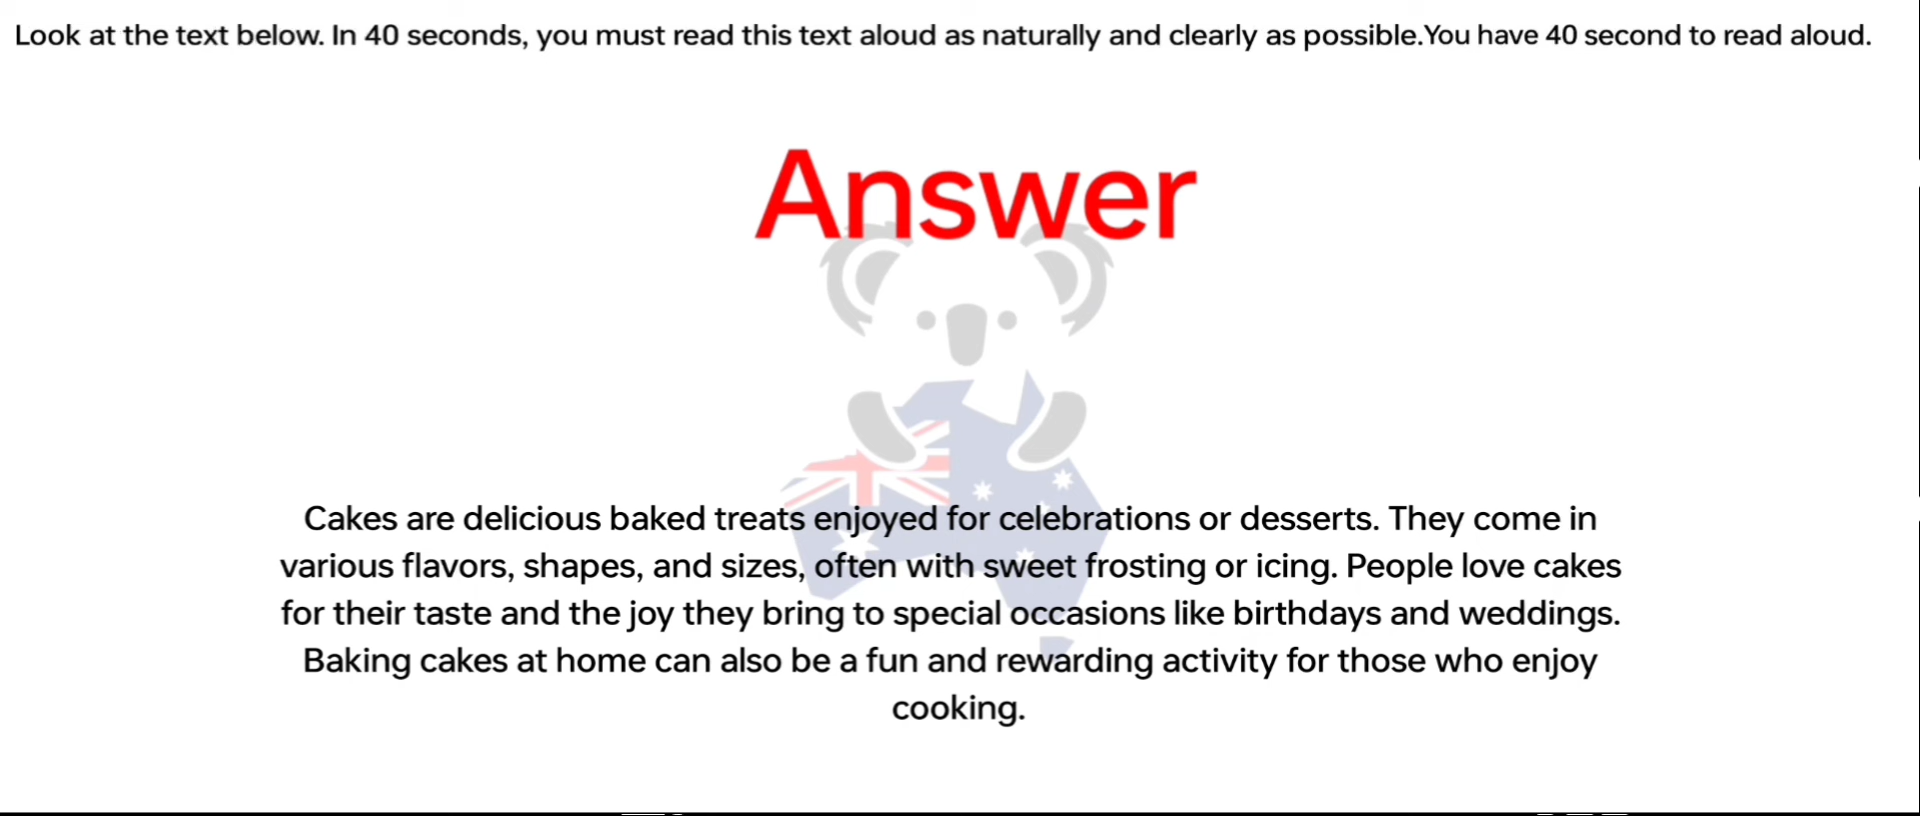 Look at the text below. In 40 seconds, you must read this text aloud as naturally and clearly as possible.You have 40 second to read aloud.
Answer
Cakes are delicious baked treats enjoyed for celebrations or desserts. They come in
various flavors, shapes, and sizes, often with sweet frosting or icing. People love cakes
for their taste and the joy they bring to special occasions like birthdays and weddings.
Baking cakes at home can also be a fun and rewarding activity for those who enjoy
cooking.